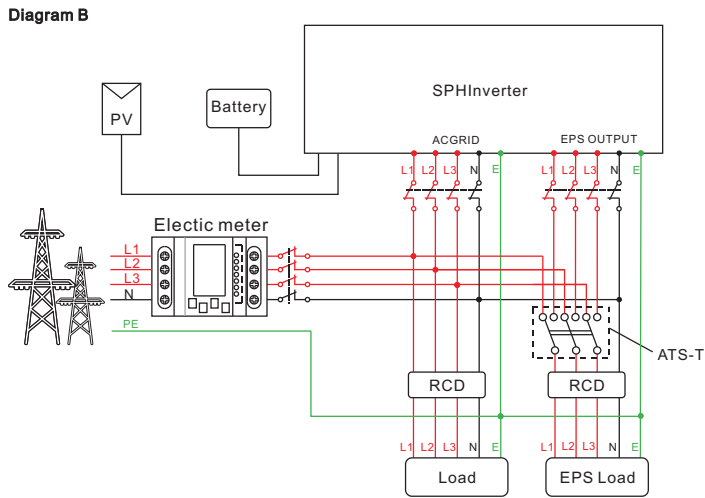 Diagram B
SPHInverter
PV
Battery
ACGRID
EPS OUTPUT
L1 L2 L3 N E
L1 L2 L3 N E
Electic meter
L1
L2
L3
N
PE
ATS-T
RCD
RCD
L1 L2 L3 N E
L1 L2 L3 N E
Load
EPS Load